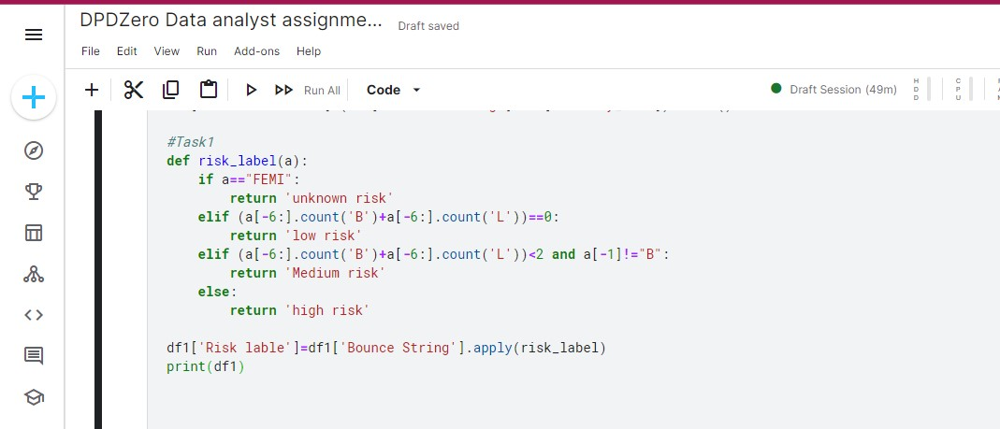 DPDZero Data analyst assignme...
Draft saved
File Edit View Run Add-ons Help
Run All
Code
Draft Session (49m)
HDD
CPU
#Task1
def risk_label(a):
    if a=="FEMI":
        return 'unknown risk'
    elif (a[-6:].count('B')+a[-6:].count('L'))==0:
        return 'low risk'
    elif (a[-6:].count('B')+a[-6:].count('L'))<2 and a[-1]!="B":
        return 'Medium risk'
    else:
        return 'high risk'
df1['Risk lable']=df1['Bounce String'].apply(risk_label)
print(df1)